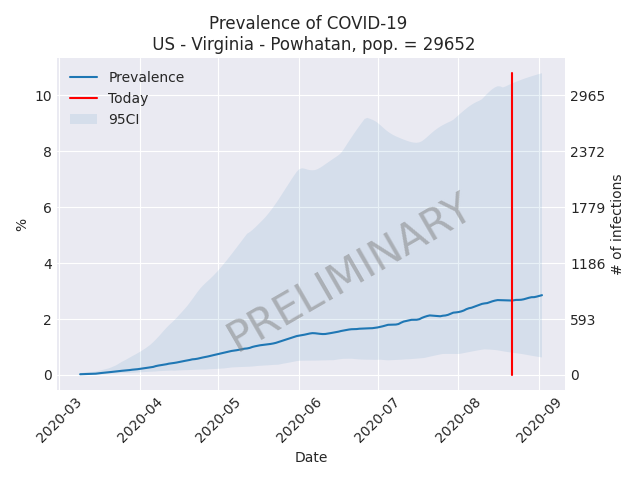 Prevalence of COVID-19
US - Virginia - Powhatan, pop. = 29652
Prevalence
Today
95CI
10
8
6
4
2
0
%
2965
2372
1779
1186
593
0
# of infections
PRELIMINARY
2020-03
2020-04
2020-05
2020-06
2020-07
2020-08
2020-09
Date